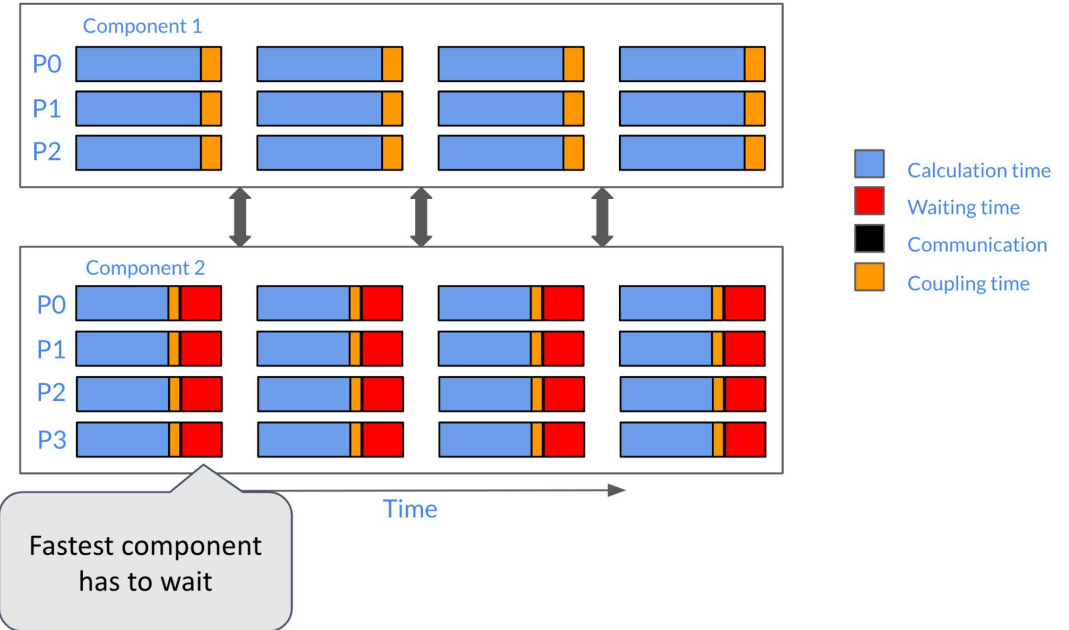 Component 1
P0
P1
P2
Component 2
P0
P1
P2
P3
Time
Fastest component
has to wait
Calculation time
Waiting time
Communication
Coupling time